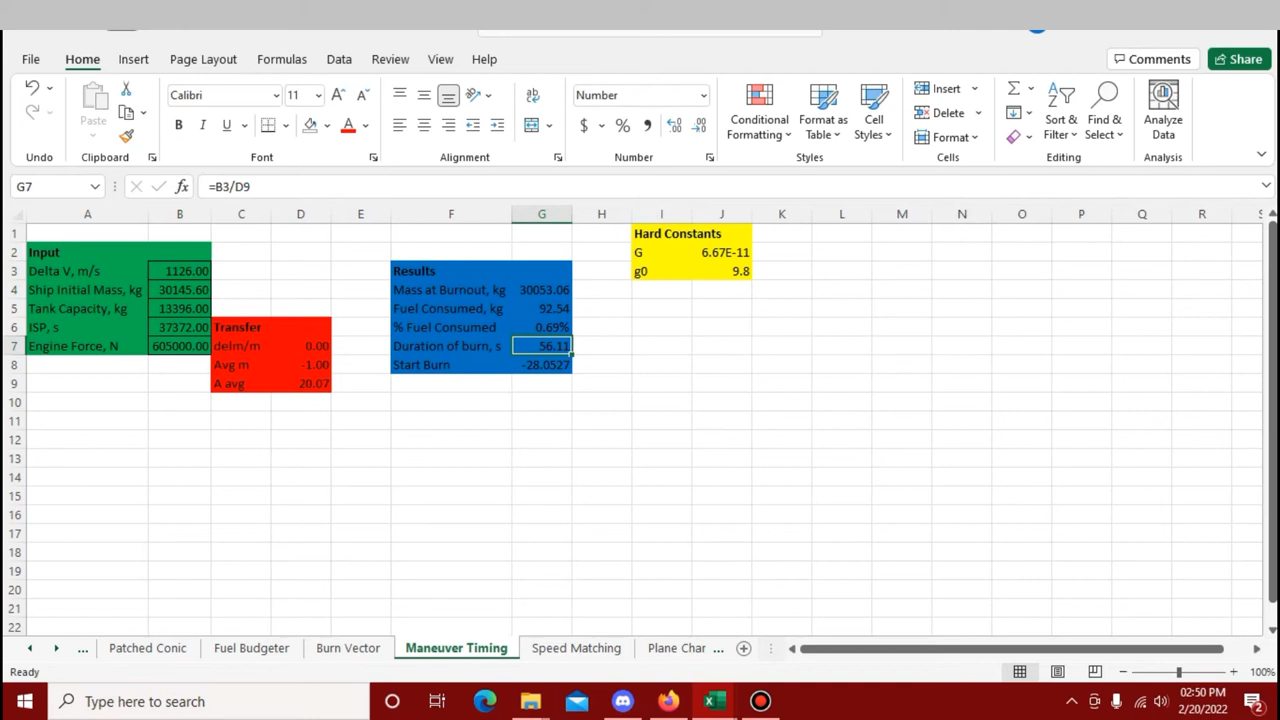 File Home Insert Page Layout Formulas Data Review View Help Comments Share
Calibri 11 Number Insert
Paste Conditional Formatting Format as Table Cell Styles Delete Sort & Filter Find & Select Analyze Data
Format
Undo Clipboard Font Alignment Number Styles Cells Editing Analysis
G7 =B3/D9
A B C D E F G H I J K L M N O P Q R S
1 Hard Constants
2 Input G 6.67E-11
3 Delta V, m/s 1126.00 Results g0 9.8
4 Ship Initial Mass, kg 30145.60 Mass at Burnout, kg 30053.06
5 Tank Capacity, kg 13396.00 Fuel Consumed, kg 92.54
6 ISP, s 37372.00 Transfer % Fuel Consumed 0.69%
7 Engine Force, N 605000.00 delm/m 0.00 Duration of burn, s 56.11
8 Avg m -1.00 Start Burn -28.0527
9 A avg 20.07
10
11
12
13
14
15
16
17
18
19
20
21
22
... Patched Conic Fuel Budgeter Burn Vector Maneuver Timing Speed Matching Plane Char ...
Ready 100%
Type here to search 02:50 PM
2/20/2022 2